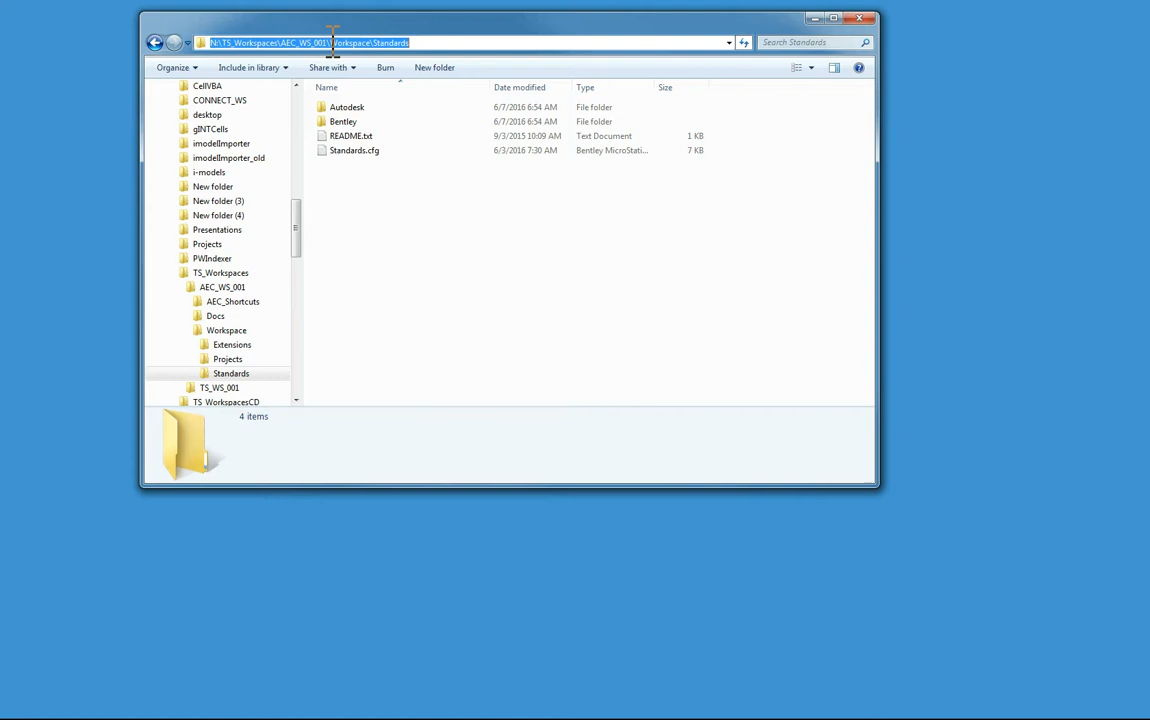 N:\TS_Workspaces\AEC_WS_001\Workspace\Standards
Search Standards
Organize Include in library Share with Burn New folder
Name Date modified Type Size
CellVBA
CONNECT_WS
desktop
gINTCells
imodelImporter
imodelImporter_old
i-models
New folder
New folder (3)
New folder (4)
Presentations
Projects
PWIndexer
TS_Workspaces
AEC_WS_001
AEC_Shortcuts
Docs
Workspace
Extensions
Projects
Standards
TS_WS_001
TS_WorkspacesCD
Autodesk 6/7/2016 6:54 AM File folder
Bentley 6/7/2016 6:54 AM File folder
README.txt 9/3/2015 10:09 AM Text Document 1 KB
Standards.cfg 6/3/2016 7:30 AM Bentley MicroStati... 7 KB
4 items